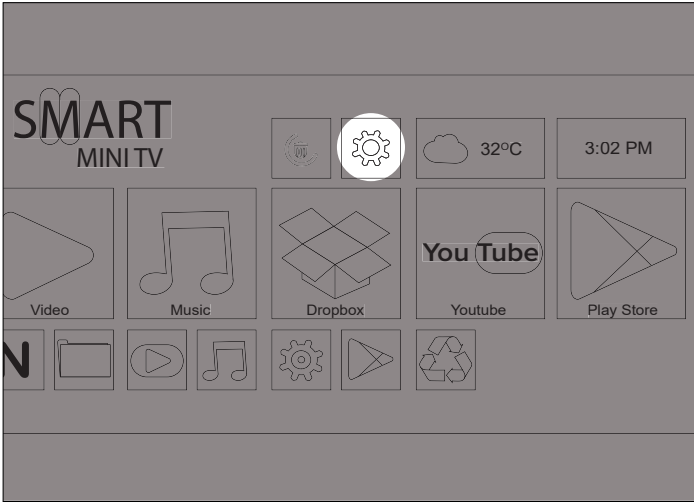 SMART
MINI TV
32°C
3:02 PM
You Tube
Video
Music
Dropbox
Youtube
Play Store
N